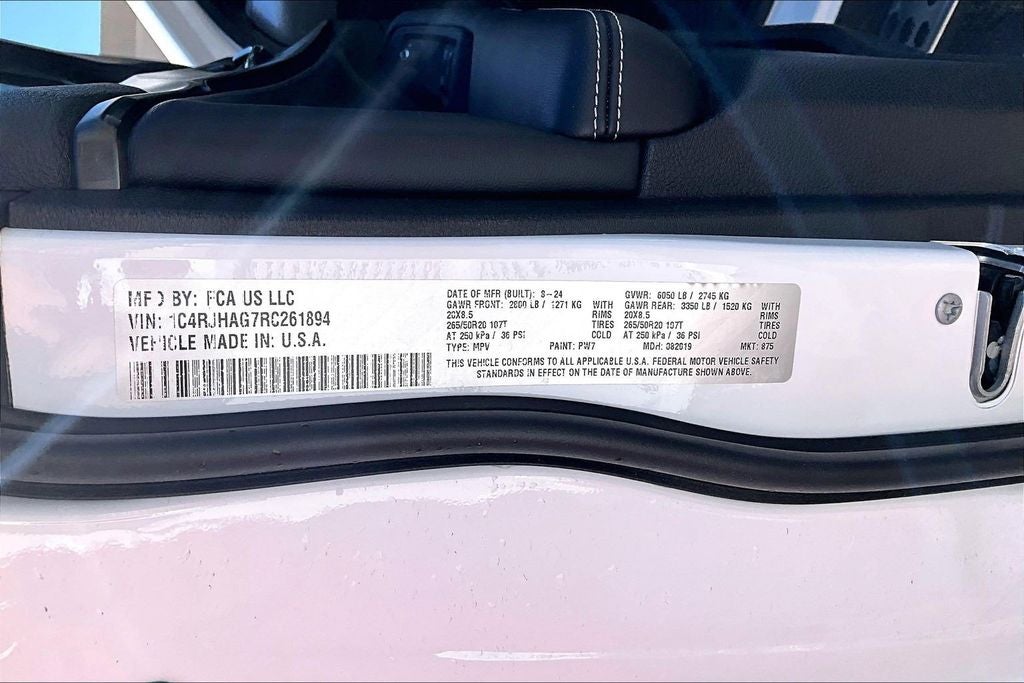 MFD BY: FCA US LLC
VIN: 1C4RJHAG7RC261894
VEHICLE MADE IN: U.S.A.
DATE OF MFR (BUILT): 8-24
GAWR FRONT: 2800 LB / 1271 KG WITH
20X8.5 RIMS
265/50R20 107T TIRES
AT 250 kPa / 36 PSI COLD
TYPE: MPV PAINT: PW7
GVWR: 6050 LB / 2745 KG
GAWR REAR: 3350 LB / 1520 KG WITH
20X8.5 RIMS
265/50R20 107T TIRES
AT 250 kPa / 36 PSI COLD
MDH: 082019 MKT: 875
THIS VEHICLE CONFORMS TO ALL APPLICABLE U.S.A. FEDERAL MOTOR VEHICLE SAFETY
STANDARDS IN EFFECT ON THE DATE OF MANUFACTURE SHOWN ABOVE.